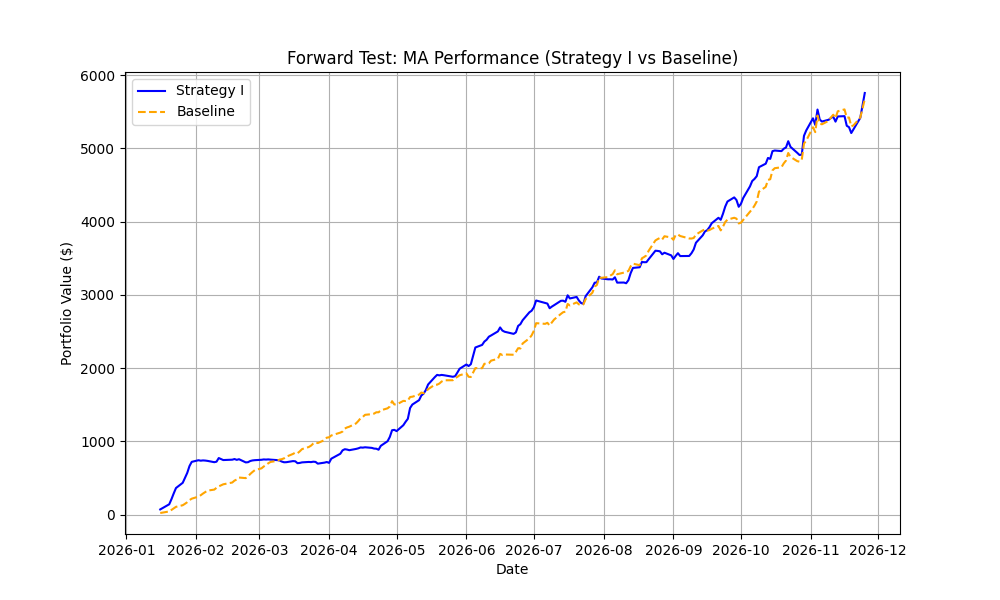 Forward Test: MA Performance (Strategy I vs Baseline)
Strategy I
Baseline
6000
5000
4000
3000
2000
1000
0
Portfolio Value ($)
2026-01 2026-02 2026-03 2026-04 2026-05 2026-06 2026-07 2026-08 2026-09 2026-10 2026-11 2026-12
Date